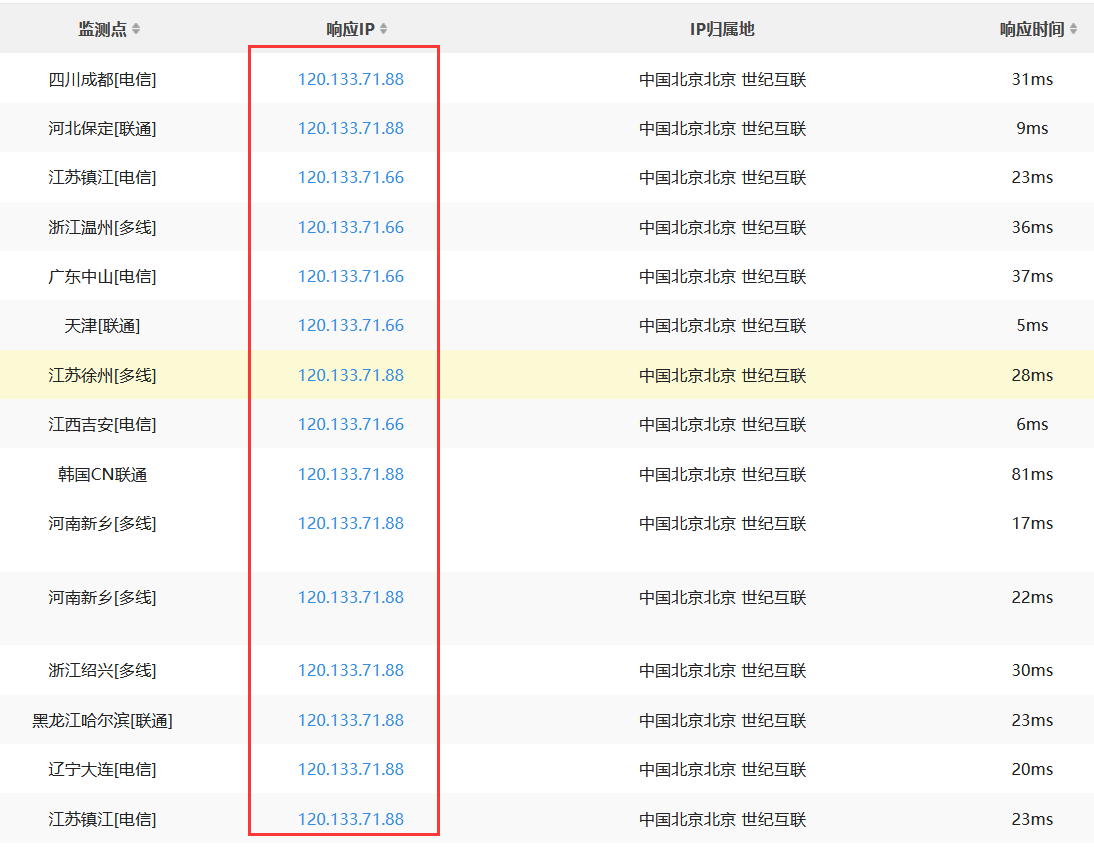 监测点 响应IP IP归属地 响应时间
四川成都[电信] 120.133.71.88 中国北京北京 世纪互联 31ms
河北保定[联通] 120.133.71.88 中国北京北京 世纪互联 9ms
江苏镇江[电信] 120.133.71.66 中国北京北京 世纪互联 23ms
浙江温州[多线] 120.133.71.66 中国北京北京 世纪互联 36ms
广东中山[电信] 120.133.71.66 中国北京北京 世纪互联 37ms
天津[联通] 120.133.71.66 中国北京北京 世纪互联 5ms
江苏徐州[多线] 120.133.71.88 中国北京北京 世纪互联 28ms
江西吉安[电信] 120.133.71.66 中国北京北京 世纪互联 6ms
韩国CN联通 120.133.71.88 中国北京北京 世纪互联 81ms
河南新乡[多线] 120.133.71.88 中国北京北京 世纪互联 17ms
河南新乡[多线] 120.133.71.88 中国北京北京 世纪互联 22ms
浙江绍兴[多线] 120.133.71.88 中国北京北京 世纪互联 30ms
黑龙江哈尔滨[联通] 120.133.71.88 中国北京北京 世纪互联 23ms
辽宁大连[电信] 120.133.71.88 中国北京北京 世纪互联 20ms
江苏镇江[电信] 120.133.71.88 中国北京北京 世纪互联 23ms